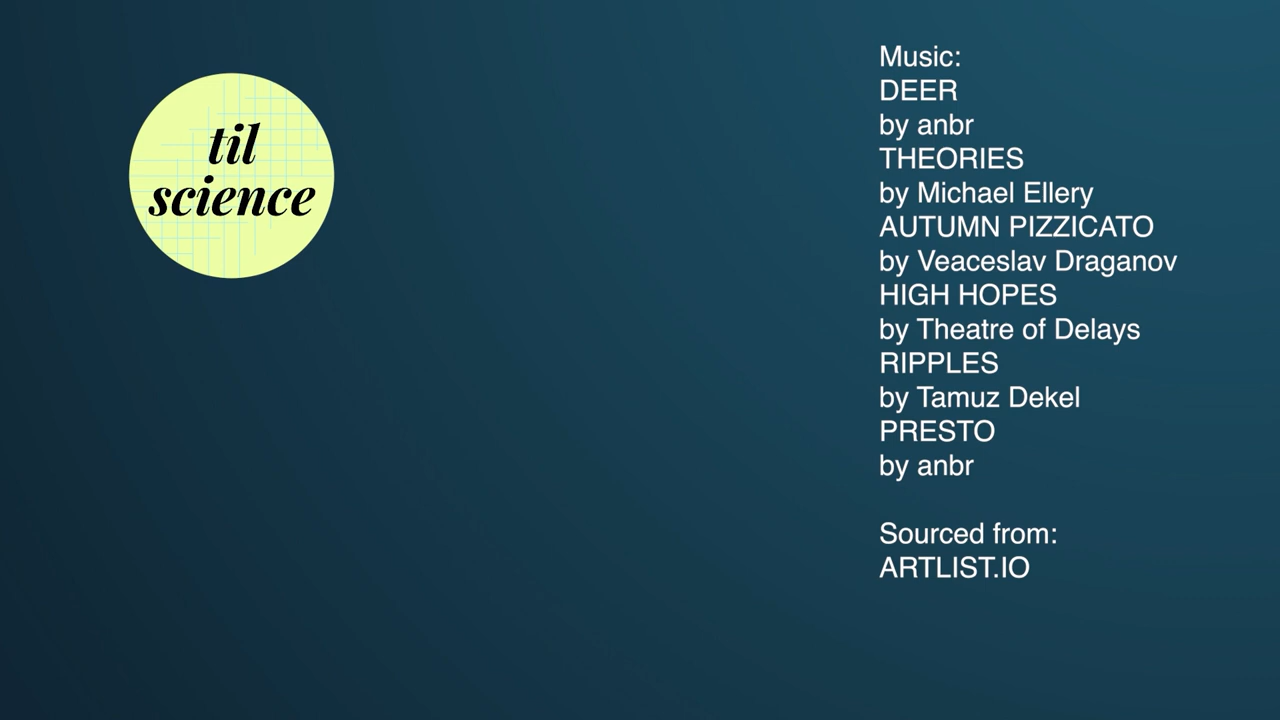 til
science
Music:
DEER
by anbr
THEORIES
by Michael Ellery
AUTUMN PIZZICATO
by Veaceslav Draganov
HIGH HOPES
by Theatre of Delays
RIPPLES
by Tamuz Dekel
PRESTO
by anbr
Sourced from:
ARTLIST.IO